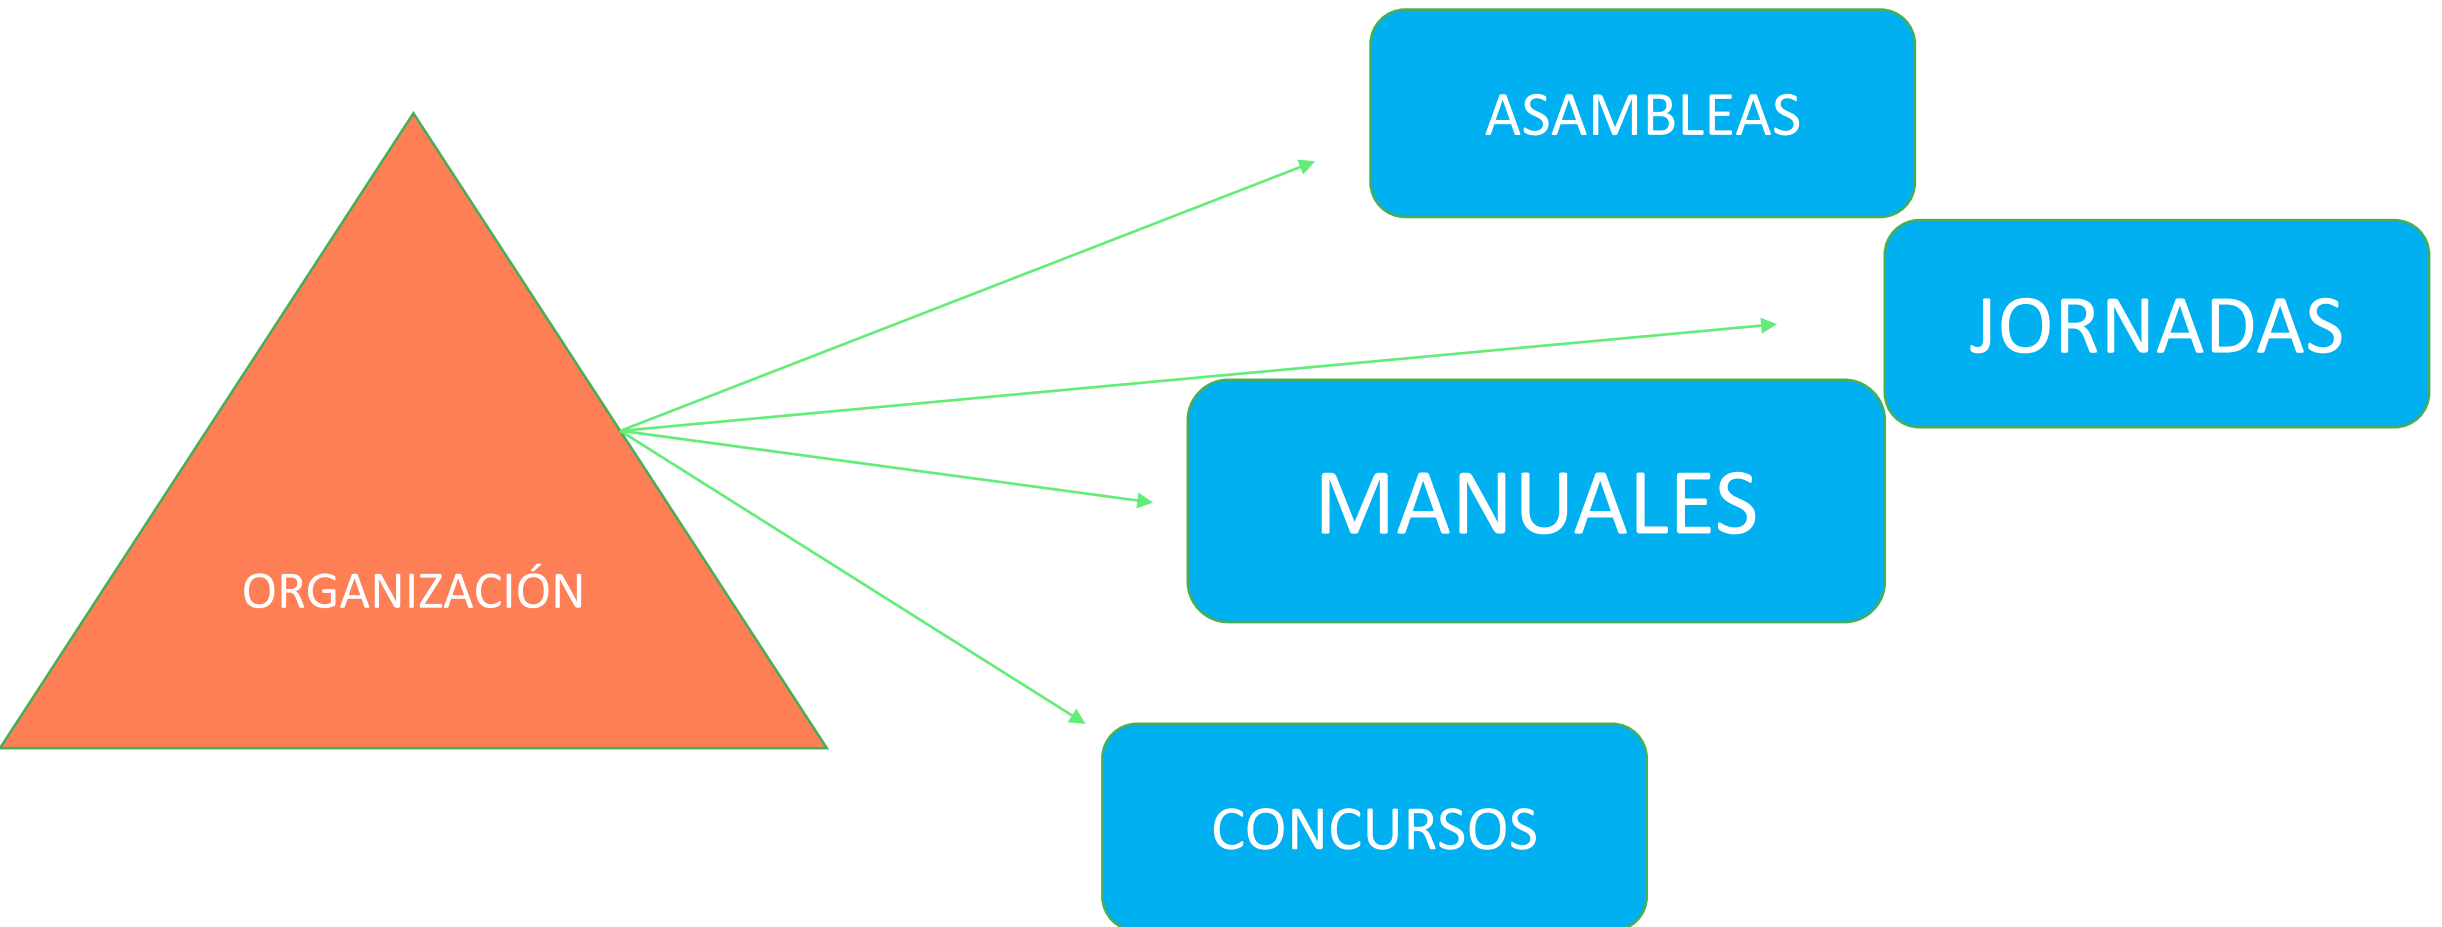 ASAMBLEAS
JORNADAS
MANUALES
ORGANIZACIÓN
CONCURSOS